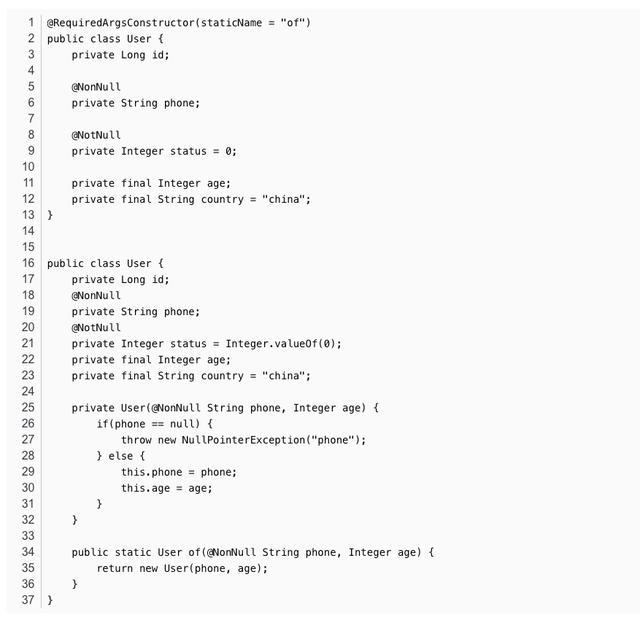 1 @RequiredArgsConstructor(staticName = "of")
2 public class User {
3     private Long id;
4
5     @NonNull
6     private String phone;
7
8     @NotNull
9     private Integer status = 0;
10
11     private final Integer age;
12     private final String country = "china";
13 }
14
15
16 public class User {
17     private Long id;
18     @NonNull
19     private String phone;
20     @NotNull
21     private Integer status = Integer.valueOf(0);
22     private final Integer age;
23     private final String country = "china";
24
25     private User(@NonNull String phone, Integer age) {
26         if(phone == null) {
27             throw new NullPointerException("phone");
28         } else {
29             this.phone = phone;
30             this.age = age;
31         }
32     }
33
34     public static User of(@NonNull String phone, Integer age) {
35         return new User(phone, age);
36     }
37 }